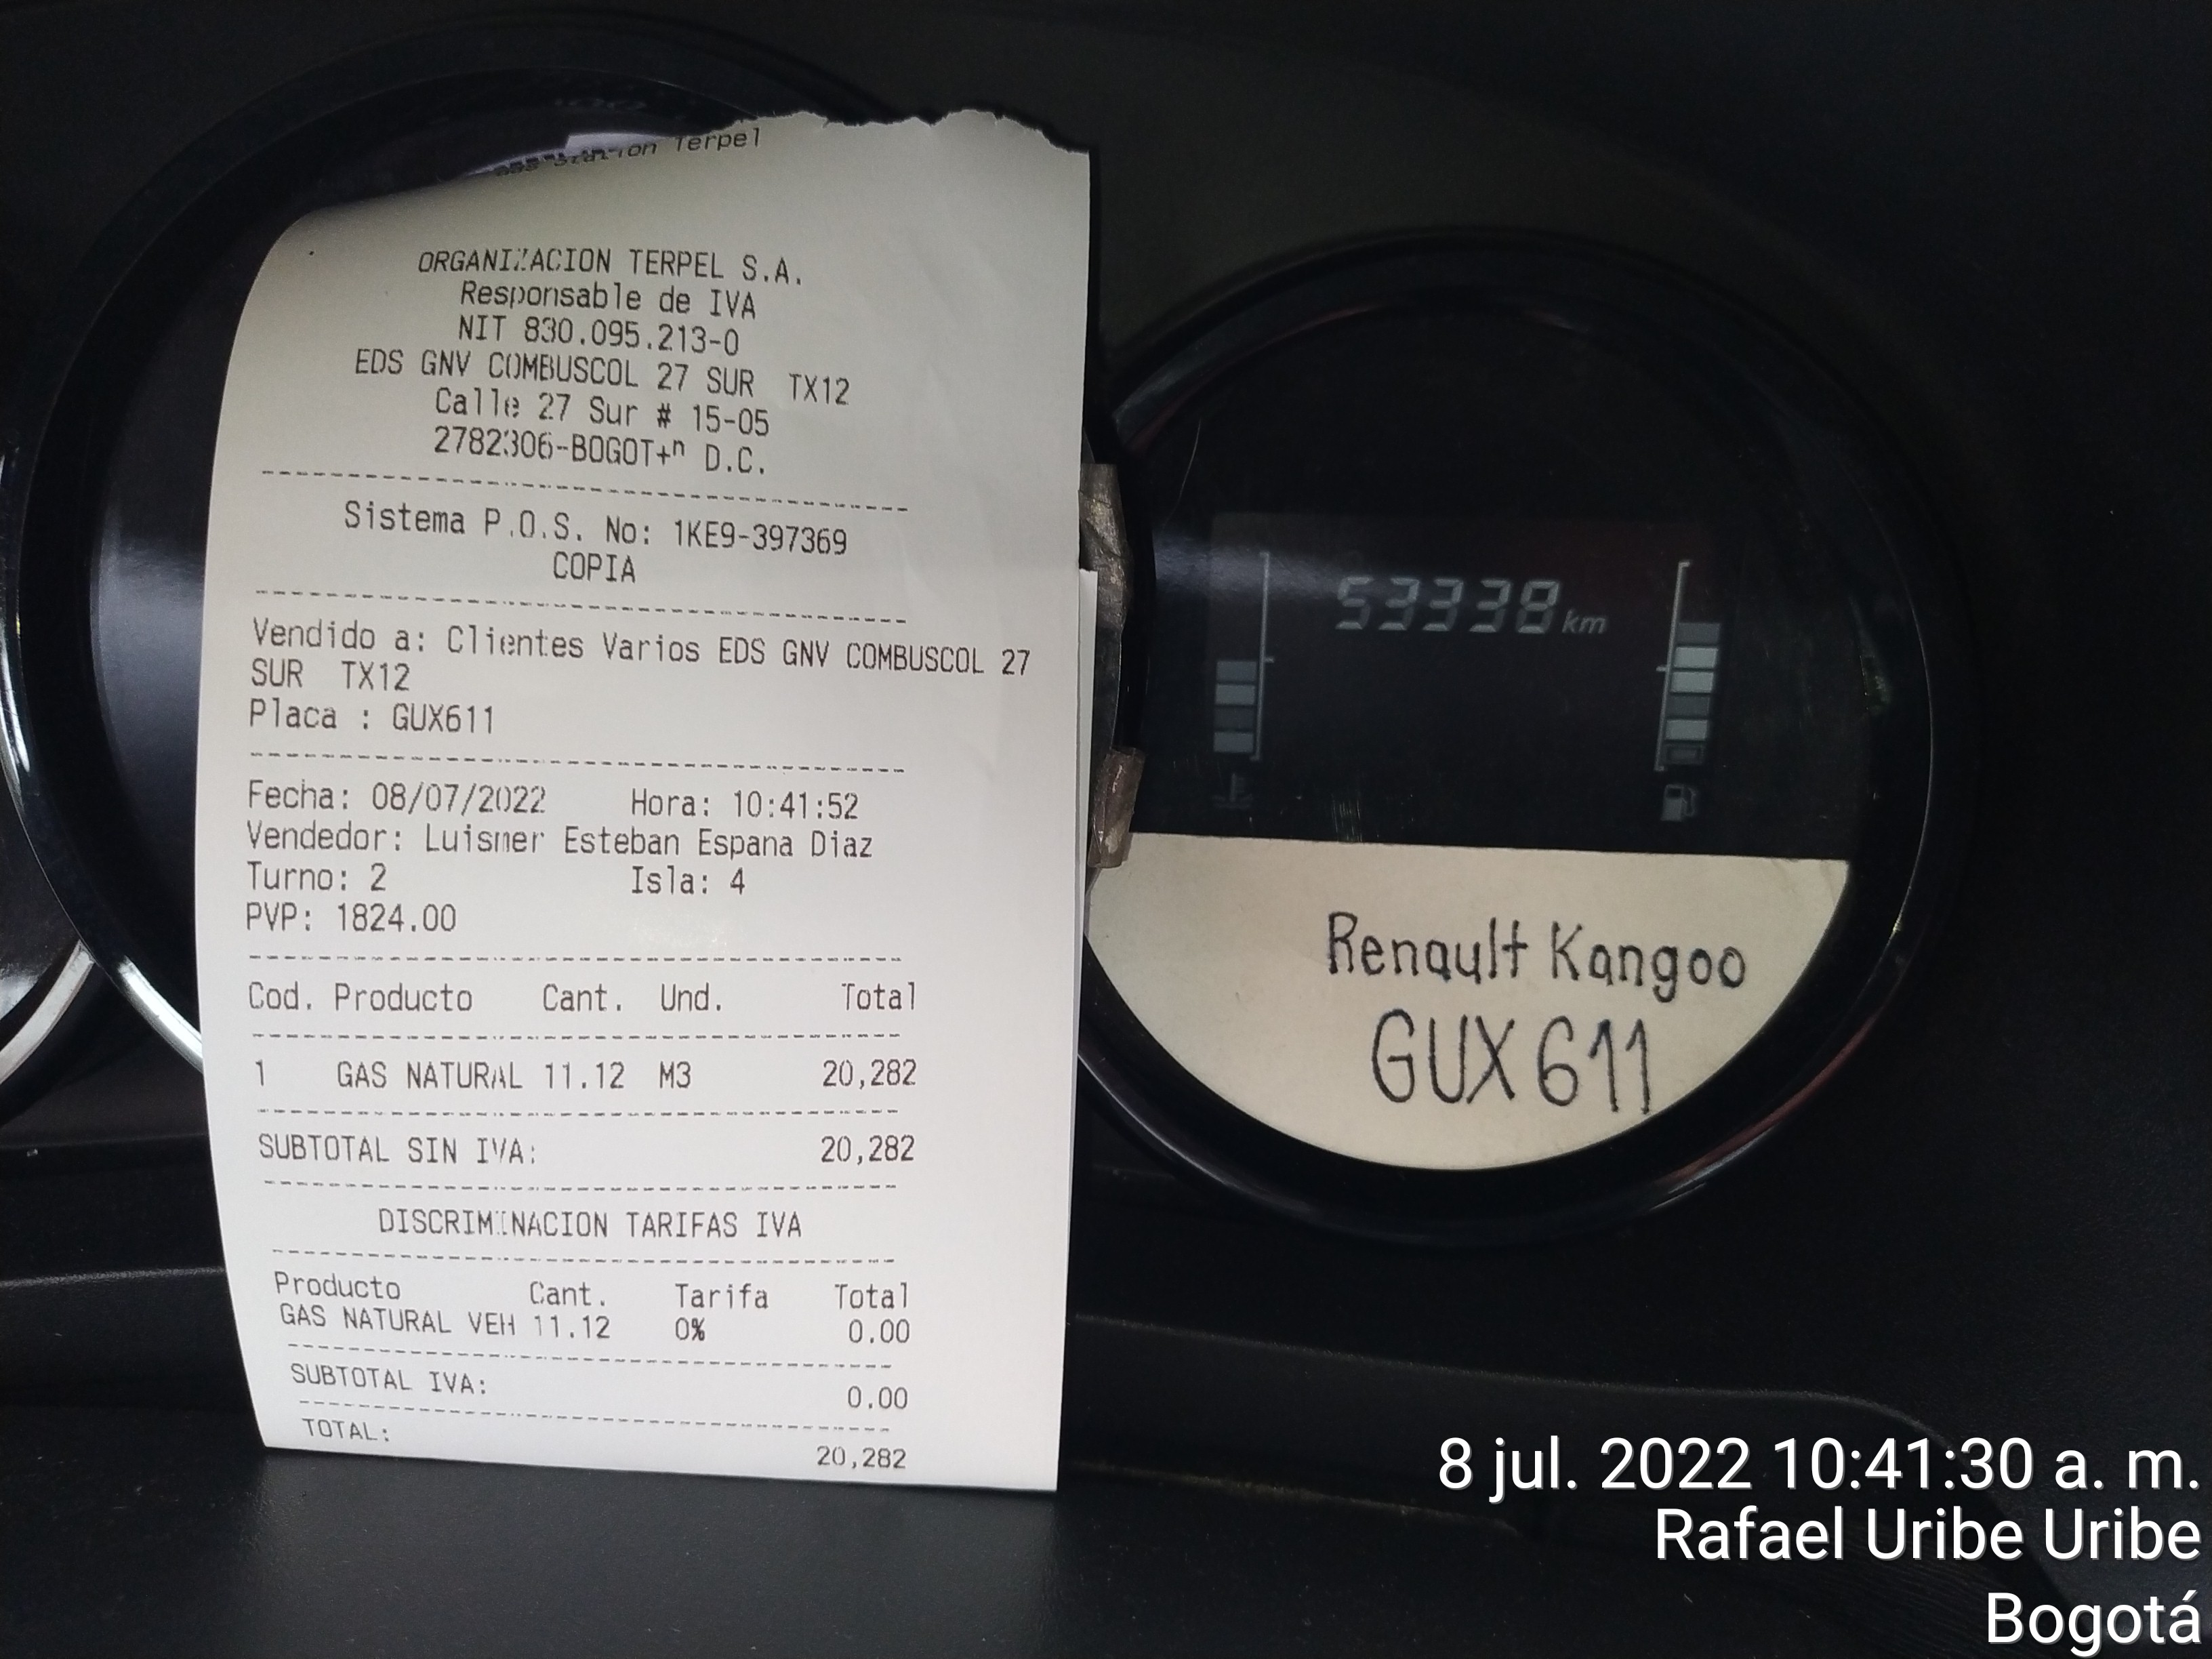 Terpel
ORGANIZACION TERPEL S.A.
Responsable de IVA
NIT 830.095.213-0
EDS GNV COMBUSCOL 27 SUR TX12
Calle 27 Sur # 15-05
2782306-BOGOT+ⁿ D.C.
Sistema P.O.S. No: 1KE9-397369
COPIA
Vendido a: Clientes Varios EDS GNV COMBUSCOL 27
SUR TX12
Placa : GUX611
Fecha: 08/07/2022 Hora: 10:41:52
Vendedor: Luismer Esteban Espana Diaz
Turno: 2 Isla: 4
PVP: 1824.00
Cod. Producto Cant. Und. Total
1 GAS NATURAL 11.12 M3 20,282
SUBTOTAL SIN IVA: 20,282
DISCRIMINACION TARIFAS IVA
Producto Cant. Tarifa Total
GAS NATURAL VEH 11.12 0% 0.00
SUBTOTAL IVA: 0.00
TOTAL: 20,282
53338 km
Renault Kangoo
GUX 611
8 jul. 2022 10:41:30 a. m.
Rafael Uribe Uribe
Bogotá